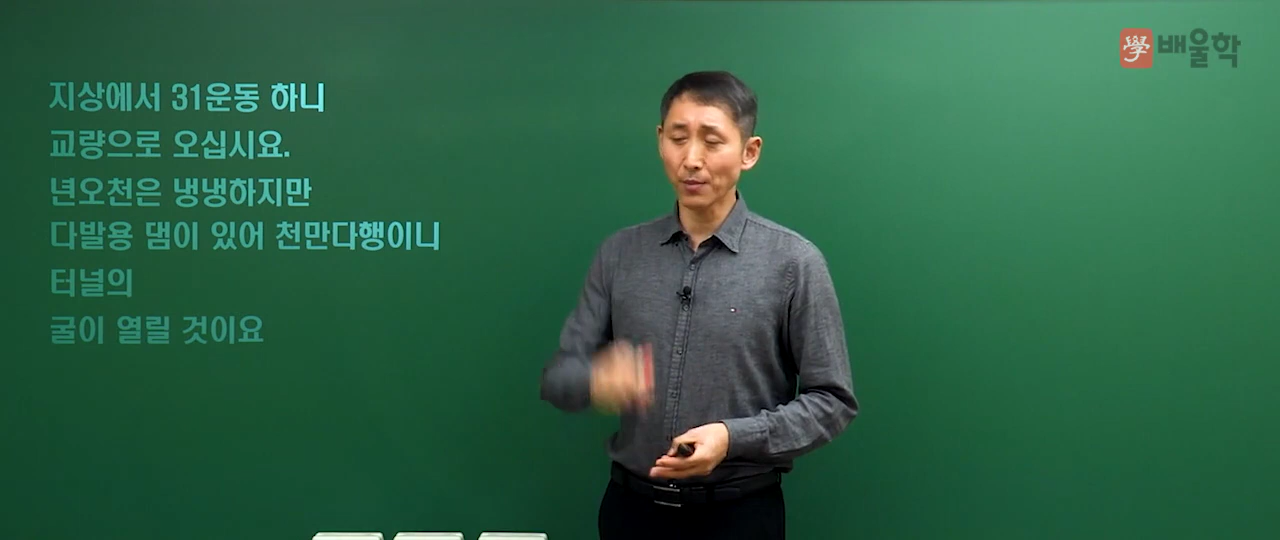 學 배울학
지상에서 31운동 하니
교량으로 오십시요.
년오천은 냉냉하지만
다발용 댐이 있어 천만다행이니
터널의
굴이 열릴 것이요